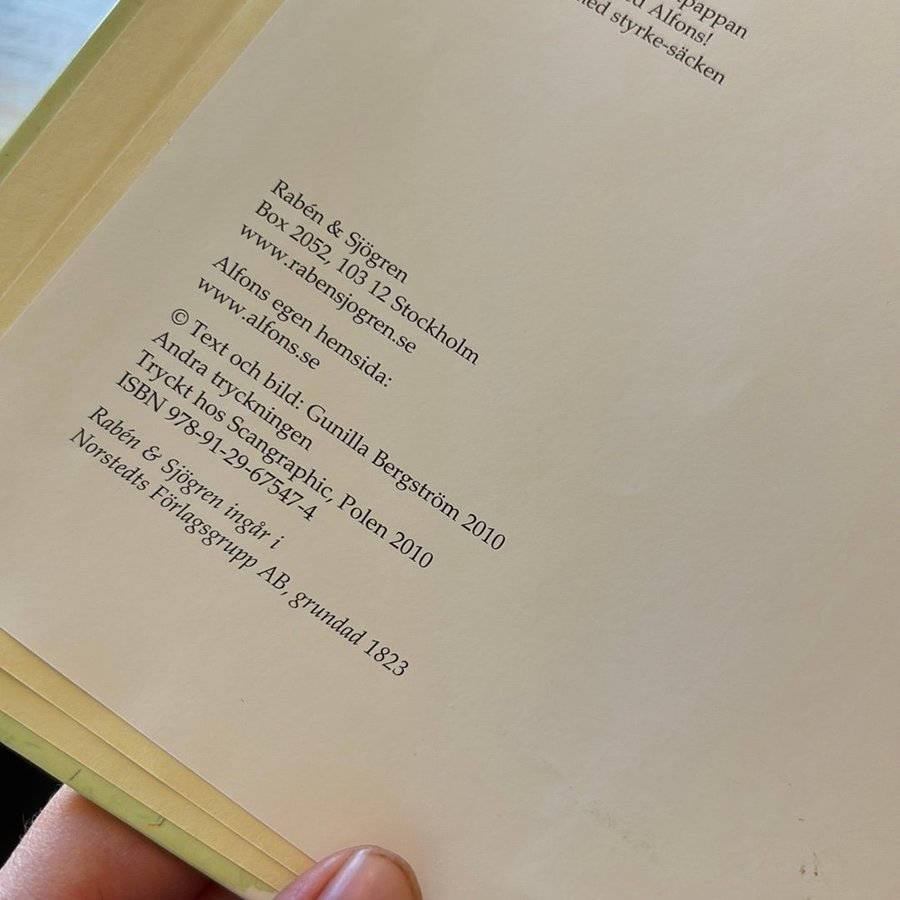 -pappan
ed Alfons!
med styrke-säcken
Rabén & Sjögren
Box 2052, 103 12 Stockholm
www.rabensjogren.se
Alfons egen hemsida:
www.alfons.se
© Text och bild: Gunilla Bergström 2010
Andra tryckningen
Tryckt hos Scangraphic, Polen 2010
ISBN 978-91-29-67547-4
Rabén & Sjögren ingår i
Norstedts Förlagsgrupp AB, grundad 1823